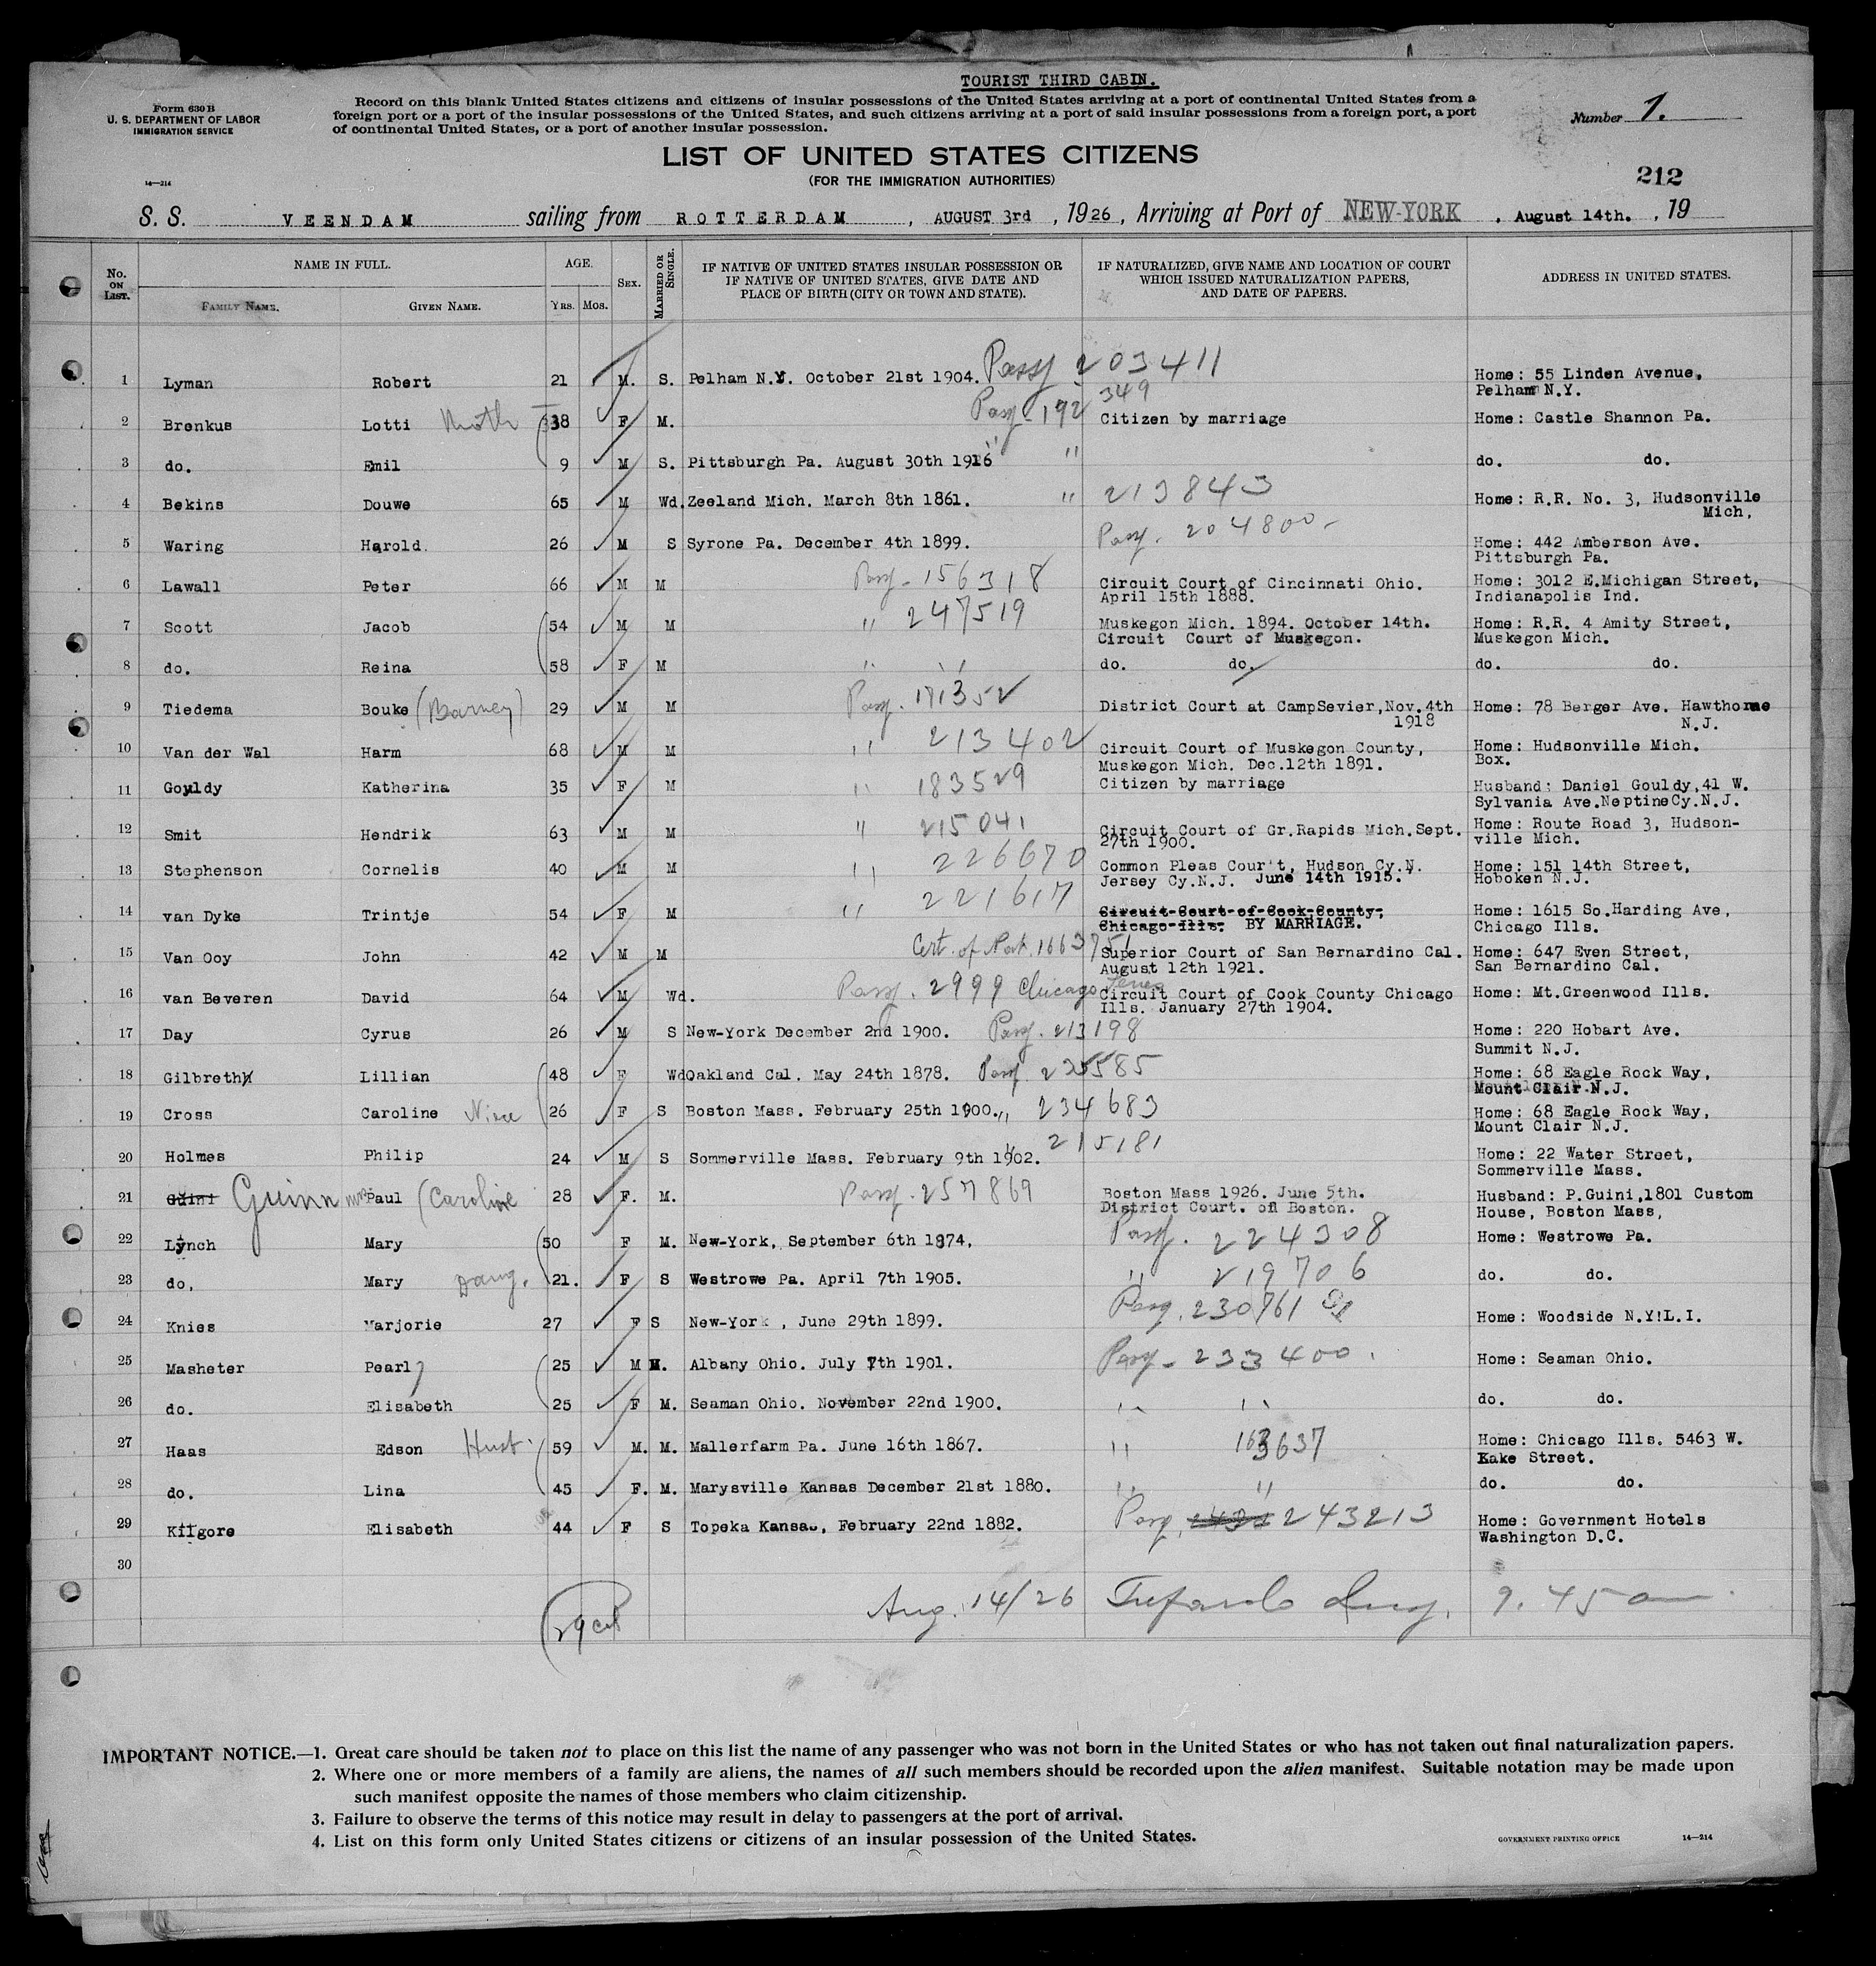 TOURIST THIRD CABIN.
Form 630 B
U. S. DEPARTMENT OF LABOR
IMMIGRATION SERVICE
14—214
Record on this blank United States citizens and citizens of insular possessions of the United States arriving at a port of continental United States from a
foreign port or a port of the insular possessions of the United States, and such citizens arriving at a port of said insular possessions from a foreign port, a port
of continental United States, or a port of another insular possession.
Number 1.
LIST OF UNITED STATES CITIZENS
(FOR THE IMMIGRATION AUTHORITIES)
212
S. S. VEENDAM sailing from ROTTERDAM, AUGUST 3rd, 1926, Arriving at Port of NEW-YORK, August 14th., 19
No. ON LIST.
NAME IN FULL.
FAMILY NAME. GIVEN NAME.
AGE.
YRS. MOS.
SEX.
MARRIED OR SINGLE.
IF NATIVE OF UNITED STATES INSULAR POSSESSION OR
IF NATIVE OF UNITED STATES, GIVE DATE AND
PLACE OF BIRTH (CITY OR TOWN AND STATE).
IF NATURALIZED, GIVE NAME AND LOCATION OF COURT
WHICH ISSUED NATURALIZATION PAPERS,
AND DATE OF PAPERS.
ADDRESS IN UNITED STATES.
1 Lyman Robert 21 M. S. Pelham N.Y. October 21st 1904. Pass 203411 Home: 55 Linden Avenue,
Pelham N.Y.
2 Brenkus Lotti Moth 38 F M. Pass. 192349 Citizen by marriage Home: Castle Shannon Pa.
3 do. Emil 9 M S. Pittsburgh Pa. August 30th 1916 " " do. do.
4 Bekins Douwe 65 M Wd. Zeeland Mich. March 8th 1861. " 213843 Home: R.R. No. 3, Hudsonville
Mich,
5 Waring Harold. 26 M S Syrone Pa. December 4th 1899. Pass. 204800- Home: 442 Amberson Ave.
Pittsburgh Pa.
6 Lawall Peter 66 M M Pass- 156318 Circuit Court of Cincinnati Ohio. Home: 3012 E.Michigan Street,
April 15th 1888. Indianapolis Ind.
7 Scott Jacob 54 M M " 247519 Muskegon Mich. 1894. October 14th. Home: R.R. 4 Amity Street,
Circuit Court of Muskegon. Muskegon Mich.
8 do. Reina 58 F M " " do. do. do. do.
9 Tiedema Bouke (Barney) 29 M M Pass. 171352 District Court at CampSevier,Nov.4th Home: 78 Berger Ave. Hawthorne
1918 N.J.
10 Van der Wal Harm 68 M M " 213402 Circuit Court of Muskegon County, Home: Hudsonville Mich.
Muskegon Mich. Dec.12th 1891. Box.
11 Gouldy Katherina 35 F M " 183529 Citizen by marriage Husband: Daniel Gouldy,41 W.
Sylvania Ave.NeptineCy.N.J.
12 Smit Hendrik 63 M M " 215041 Circuit Court of Gr.Rapids Mich.Sept. Home: Route Road 3, Hudson-
27th 1900. ville Mich.
13 Stephenson Cornelis 40 M M " 226670 Common Pleas Cour't, Hudson Cy.N. Home: 151 14th Street,
Jersey Cy.N.J. June 14th 1915. Hoboken N.J.
14 van Dyke Trintje 54 F M " 221617 Circuit-Court-of-Cook-County, Home: 1615 So.Harding Ave,
Chicago-Ills. BY MARRIAGE. Chicago Ills.
15 Van Ooy John 42 M M Cert. of Nat. 1663751 Superior Court of San Bernardino Cal. Home: 647 Even Street,
August 12th 1921. San Bernardino Cal.
16 van Beveren David 64 M Wd. Pass. 2999 Chicago Circuit Court of Cook County Chicago Home: Mt.Greenwood Ills.
Ills. January 27th 1904.
17 Day Cyrus 26 M S New-York December 2nd 1900. Pass. 213198 Home: 220 Hobart Ave.
Summit N.J.
18 Gilbreth Lillian 48 F Wd Oakland Cal. May 24th 1878. Pass. 225585 Home: 68 Eagle Rock Way,
Mount Clair N.J.
19 Cross Caroline Niece 26 F S Boston Mass. February 25th 1900. " 234683 Home: 68 Eagle Rock Way,
Mount Clair N.J.
20 Holmes Philip 24 M S Sommerville Mass. February 9th 1902. " 215181 Home: 22 Water Street,
Sommerville Mass.
21 Guini Guinn Mrs Paul (Caroline 28 F. M. Pass. 257869 Boston Mass 1926. June 5th. Husband: P.Guini,1801 Custom
District Court. of Boston. House, Boston Mass,
22 Lynch Mary 50 F M. New-York, September 6th 1874, Pass. 224308 Home: Westrowe Pa.
23 do, Mary Daug. 21. F S Westrowe Pa. April 7th 1905. " 219706 do. do.
24 Knies Marjorie 27 F S New-York , June 29th 1899. Pass. 230761 Home: Woodside N.Y!L.I.
25 Masheter Pearl 25 M M. Albany Ohio. July 7th 1901. Pass- 233400. Home: Seaman Ohio.
26 do. Elisabeth 25 F M. Seaman Ohio. November 22nd 1900. " " do. do.
27 Haas Edson Husb. 59 M. M. Mallerfarm Pa. June 16th 1867. " 163637 Home: Chicago Ills. 5463 W.
Lake Street.
28 do. Lina 45 F. M. Marysville Kansas December 21st 1880. " " do. do.
29 Kilgore Elisabeth 44 F S Topeka Kansas, February 22nd 1882. Pass. 243213 Home: Government Hotels
Washington D.C.
30
29 cit Aug. 14/26 Insp. 9.45 am
IMPORTANT NOTICE.—1. Great care should be taken not to place on this list the name of any passenger who was not born in the United States or who has not taken out final naturalization papers.
2. Where one or more members of a family are aliens, the names of all such members should be recorded upon the alien manifest. Suitable notation may be made upon
such manifest opposite the names of those members who claim citizenship.
3. Failure to observe the terms of this notice may result in delay to passengers at the port of arrival.
4. List on this form only United States citizens or citizens of an insular possession of the United States.
GOVERNMENT PRINTING OFFICE 14—214